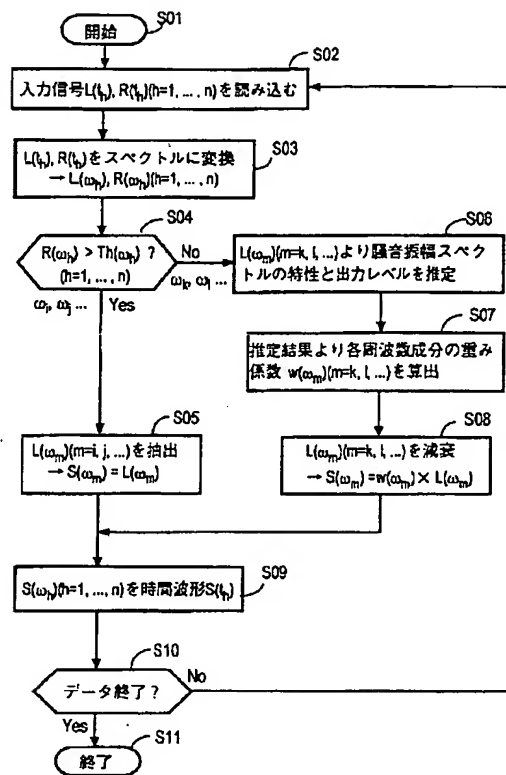 開始
S01
S02
入力信号L(tₕ), R(tₕ)(h=1, ... , n)を読み込む
S03
L(tₕ), R(tₕ)をスペクトルに変換
→ L(ωₕ), R(ωₕ)(h=1, ... , n)
S04
R(ωₕ) > Th(ωₕ) ?
(h=1, ... , n)
No
ωₖ, ωₗ ...
ωᵢ, ωⱼ ...
Yes
S06
L(ωₘ)(m=k, l, ...)より騒音振幅スペ
クトルの特性と出力レベルを推定
S07
推定結果より各周波数成分の重み
係数 w(ωₘ)(m=k, l, ...)を算出
S05
L(ωₘ)(m=i, j, ...)を抽出
→ S(ωₘ) = L(ωₘ)
S08
L(ωₘ)(m=k, l, ...)を減衰
→ S(ωₘ) =w(ωₘ)× L(ωₘ)
S09
S(ωₕ)(h=1, ..., n)を時間波形S(tₕ)
S10
データ終了？
No
Yes
S11
終了